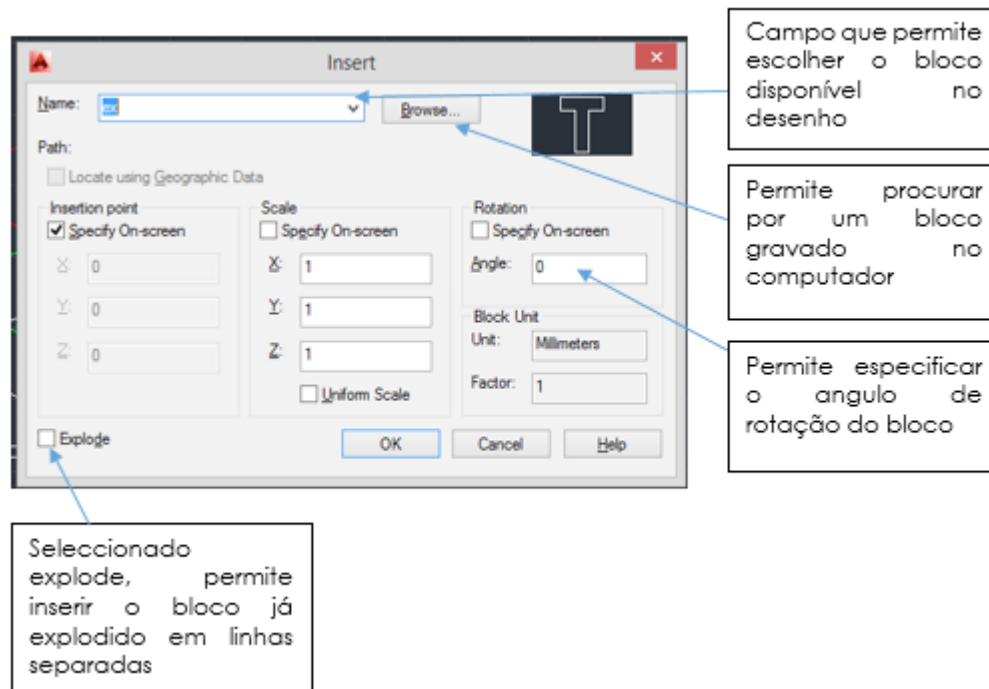 Insert
Name:
Browse...
Path:
Locate using Geographic Data
Insertion point
Specify On-screen
X: 0
Y: 0
Z: 0
Scale
Specify On-screen
X: 1
Y: 1
Z: 1
Uniform Scale
Rotation
Specify On-screen
Angle: 0
Block Unit
Unit: Millimeters
Factor: 1
Explode
OK
Cancel
Help
Campo que permite
escolher o bloco
disponível no
desenho
Permite procurar
por um bloco
gravado no
computador
Permite especificar
o angulo de
rotação do bloco
Seleccionado
explode, permite
inserir o bloco já
explodido em linhas
separadas